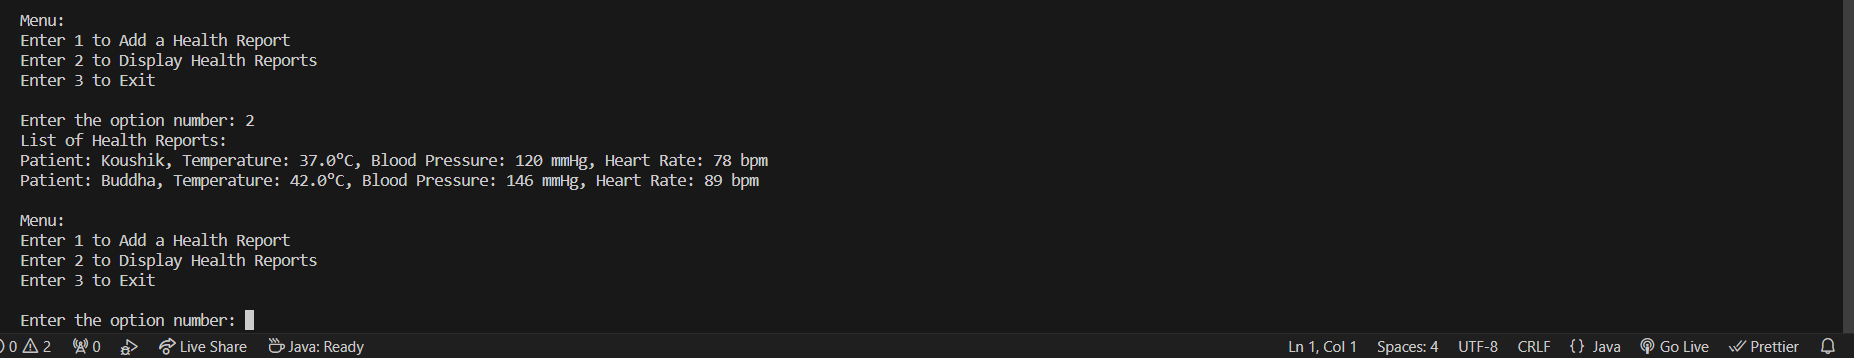 Menu:
Enter 1 to Add a Health Report
Enter 2 to Display Health Reports
Enter 3 to Exit
Enter the option number: 2
List of Health Reports:
Patient: Koushik, Temperature: 37.0ºC, Blood Pressure: 120 mmHg, Heart Rate: 78 bpm
Patient: Buddha, Temperature: 42.0ºC, Blood Pressure: 146 mmHg, Heart Rate: 89 bpm
Menu:
Enter 1 to Add a Health Report
Enter 2 to Display Health Reports
Enter 3 to Exit
Enter the option number:
0 2 0 Live Share Java: Ready Ln 1, Col 1 Spaces: 4 UTF-8 CRLF {} Java Go Live Prettier